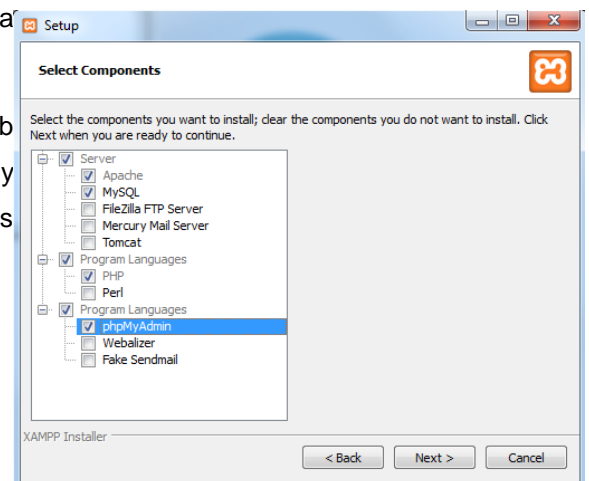 a
Setup
Select Components
b
Select the components you want to install; clear the components you do not want to install. Click
Next when you are ready to continue.
y
Server
Apache
MySQL
s
FileZilla FTP Server
Mercury Mail Server
Tomcat
Program Languages
PHP
Perl
Program Languages
phpMyAdmin
Webalizer
Fake Sendmail
XAMPP Installer
< Back
Next >
Cancel